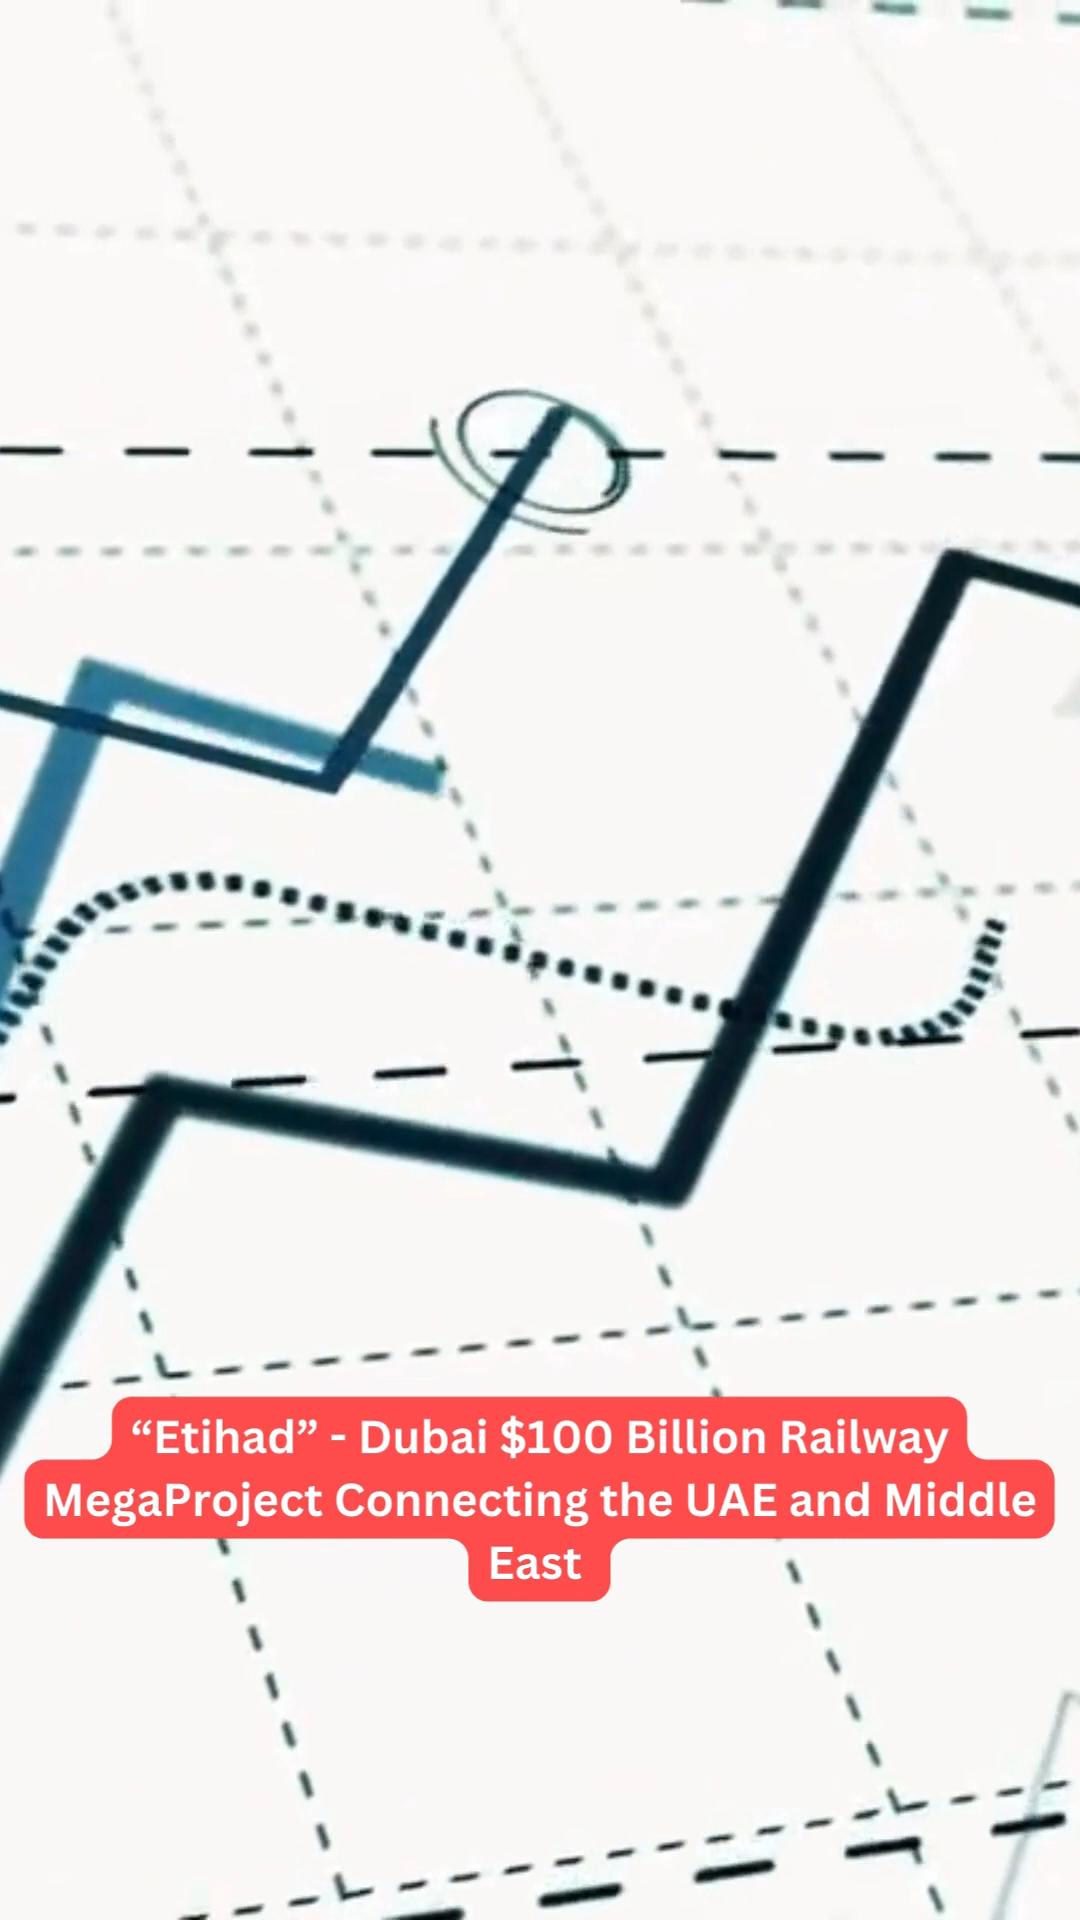 “Etihad” - Dubai $100 Billion Railway
MegaProject Connecting the UAE and Middle
East